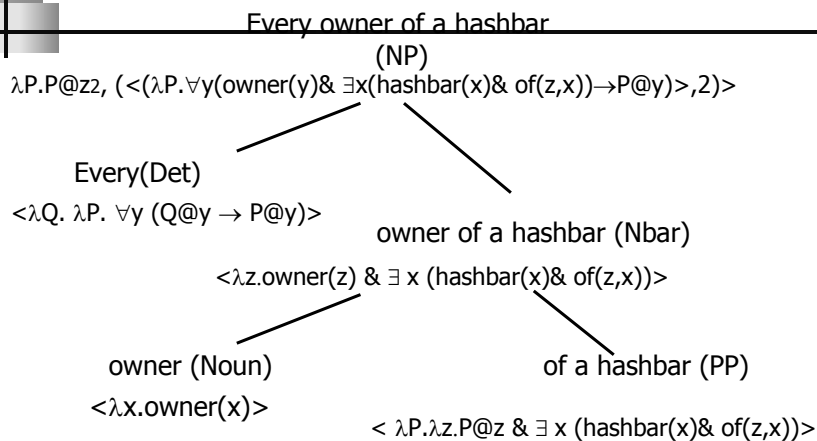 Every owner of a hashbar
(NP)
λP.P@z2, (<(λP.∀y(owner(y)& ∃x(hashbar(x)& of(z,x))→P@y)>,2)>
Every(Det)
<λQ. λP. ∀y (Q@y → P@y)>
owner of a hashbar (Nbar)
<λz.owner(z) & ∃ x (hashbar(x)& of(z,x))>
owner (Noun)
of a hashbar (PP)
<λx.owner(x)>
< λP.λz.P@z & ∃ x (hashbar(x)& of(z,x))>